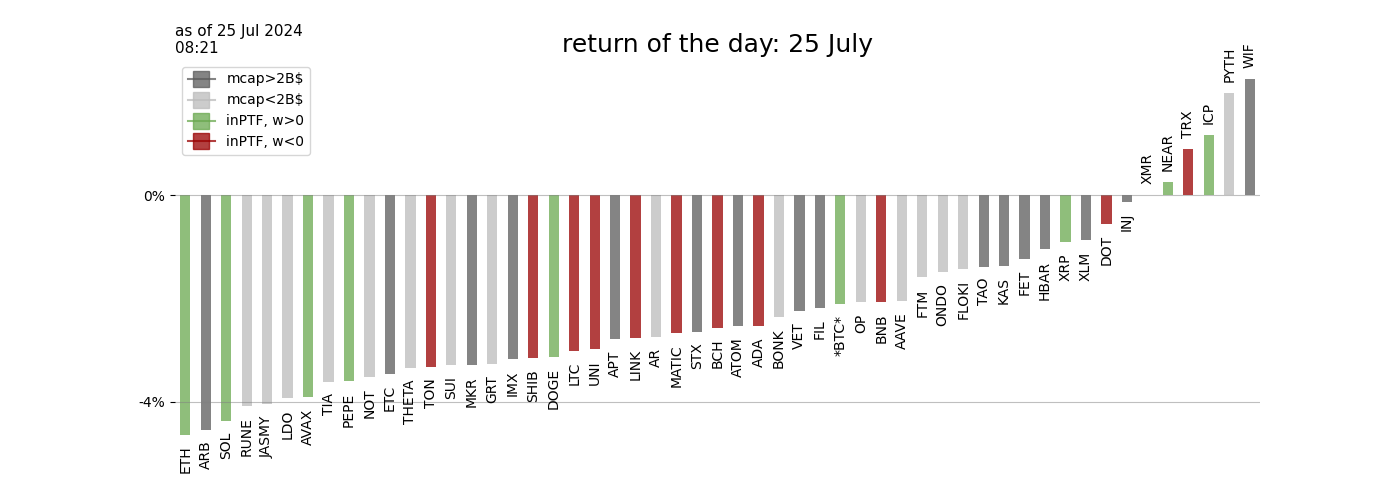 as of 25 Jul 2024
08:21
return of the day: 25 July
mcap>2B$
mcap<2B$
inPTF, w>0
inPTF, w<0
0%
-4%
ETH
ARB
SOL
RUNE
JASMY
LDO
AVAX
TIA
PEPE
NOT
ETC
THETA
TON
SUI
MKR
GRT
IMX
SHIB
DOGE
LTC
UNI
APT
LINK
AR
MATIC
STX
BCH
ATOM
ADA
BONK
VET
FIL
*BTC*
OP
BNB
AAVE
FTM
ONDO
FLOKI
TAO
KAS
FET
HBAR
XRP
XLM
DOT
INJ
XMR
NEAR
TRX
ICP
PYTH
WIF